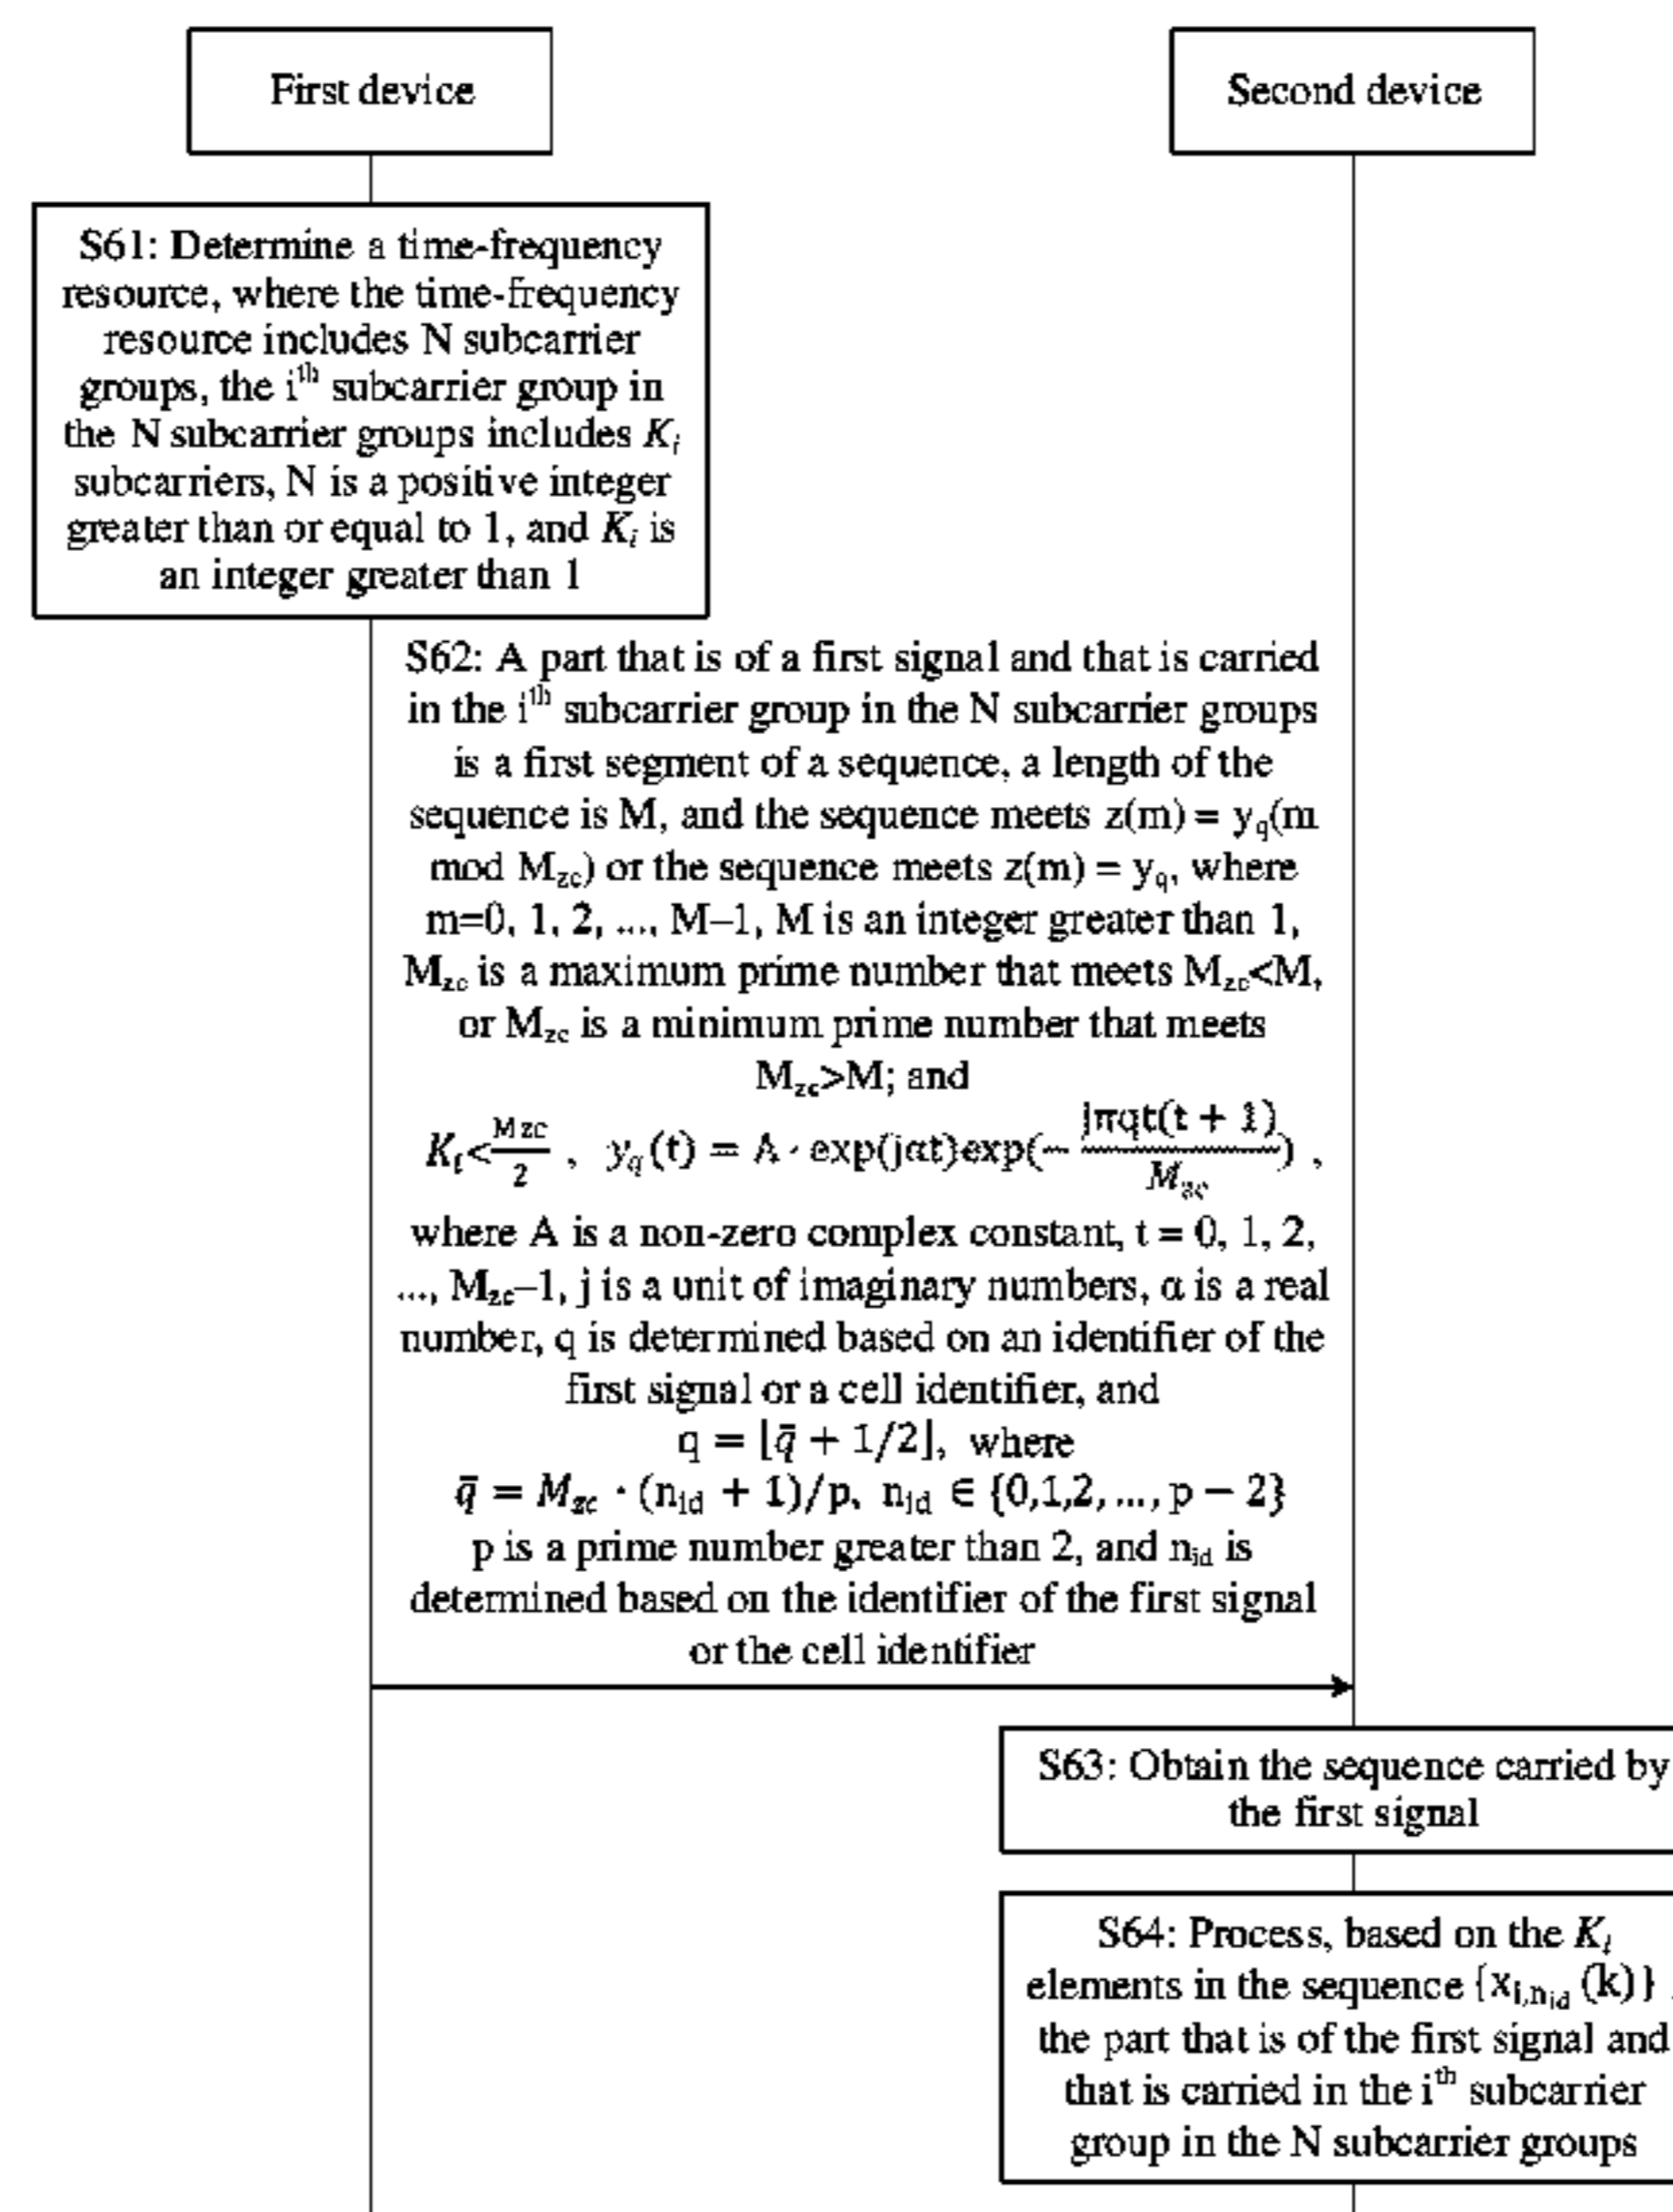 First device
Second device
S61: Determine a time-frequency
resource, where the time-frequency
resource includes N subcarrier
groups, the iᵗʰ subcarrier group in
the N subcarrier groups includes Kᵢ
subcarriers, N is a positive integer
greater than or equal to 1, and Kᵢ is
an integer greater than 1
S62: A part that is of a first signal and that is carried
in the iᵗʰ subcarrier group in the N subcarrier groups
is a first segment of a sequence, a length of the
sequence is M, and the sequence meets z(m) = y_q(m
mod M_zc) or the sequence meets z(m) = y_q, where
m=0, 1, 2, ..., M–1, M is an integer greater than 1,
M_zc is a maximum prime number that meets M_zc<M,
or M_zc is a minimum prime number that meets
M_zc>M; and
Kᵢ<Mzc/2 , y_q(t) = A · exp(jαt)exp(− jπqt(t + 1)/M_zc) ,
where A is a non-zero complex constant, t = 0, 1, 2,
..., M_zc–1, j is a unit of imaginary numbers, α is a real
number, q is determined based on an identifier of the
first signal or a cell identifier, and
q = ⌊q̄ + 1/2⌋, where
q̄ = M_zc · (n_id + 1)/p, n_id ∈ {0,1,2, ..., p − 2}
p is a prime number greater than 2, and n_id is
determined based on the identifier of the first signal
or the cell identifier
S63: Obtain the sequence carried by
the first signal
S64: Process, based on the Kᵢ
elements in the sequence {x_i,n_id (k)}
the part that is of the first signal and
that is carried in the iᵗʰ subcarrier
group in the N subcarrier groups